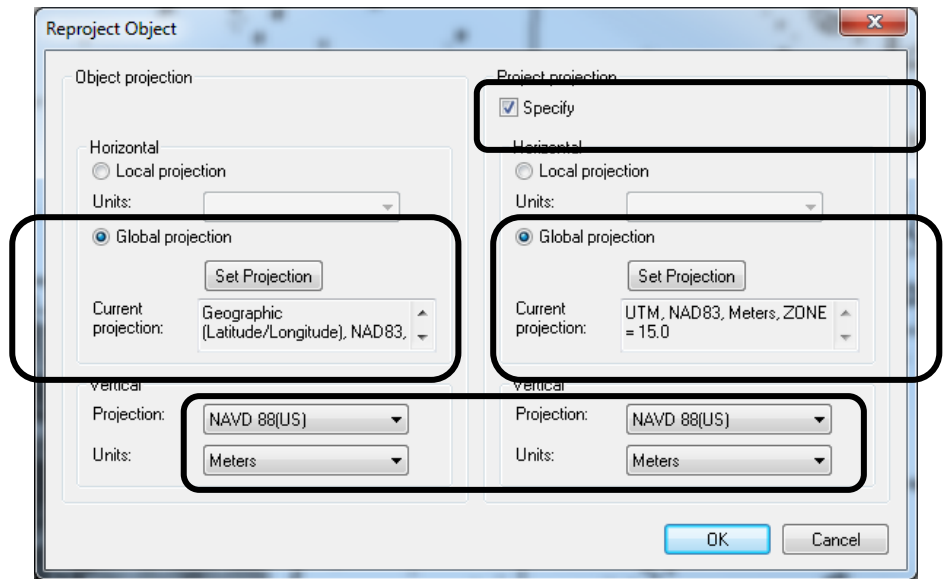 Reproject Object
x
Object projection
Horizontal
Local projection
Units:
Global projection
Set Projection
Current projection:
Geographic
(Latitude/Longitude), NAD83,
Vertical
Projection:
NAVD 88(US)
Units:
Meters
Project projection
Specify
Horizontal
Local projection
Units:
Global projection
Set Projection
Current projection:
UTM, NAD83, Meters, ZONE
= 15.0
Vertical
Projection:
NAVD 88(US)
Units:
Meters
OK
Cancel